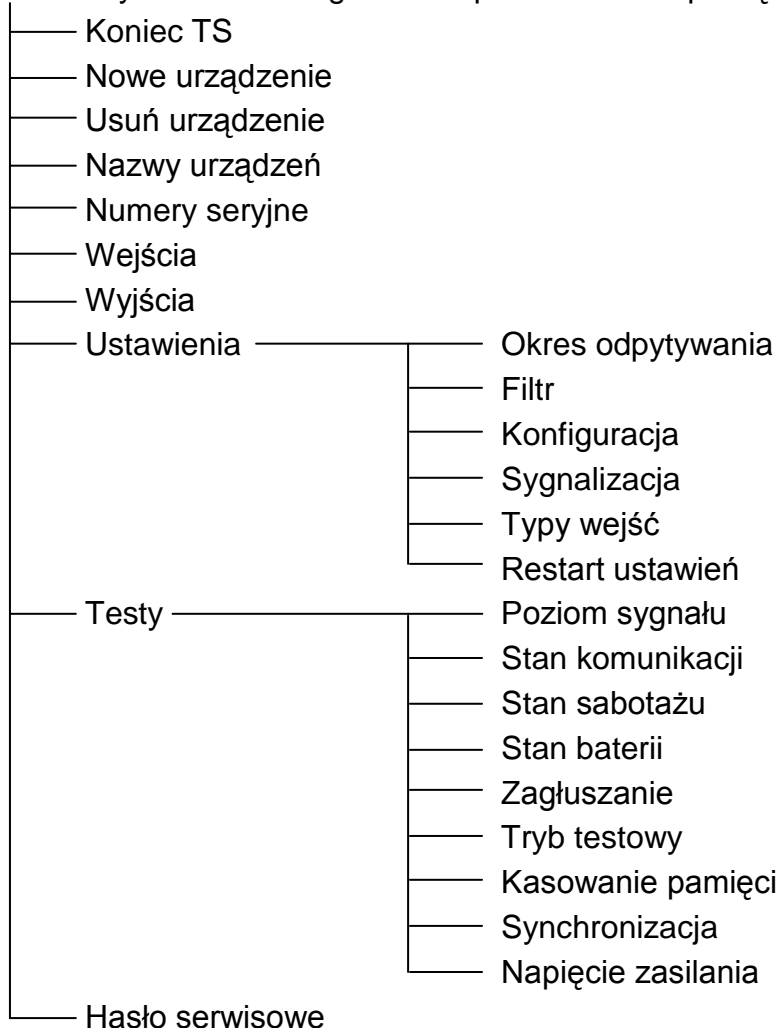 Koniec TS
Nowe urządzenie
Usuń urządzenie
Nazwy urządzeń
Numery seryjne
Wejścia
Wyjścia
Ustawienia
Okres odpytywania
Filtr
Konfiguracja
Sygnalizacja
Typy wejść
Restart ustawień
Testy
Poziom sygnału
Stan komunikacji
Stan sabotażu
Stan baterii
Zagłuszanie
Tryb testowy
Kasowanie pamięci
Synchronizacja
Napięcie zasilania
Hasło serwisowe